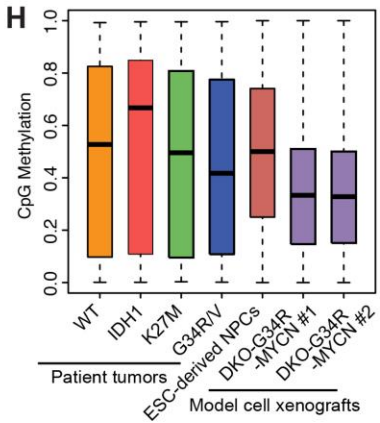 H
CpG Methylation
1.0
0.8
0.6
0.4
0.2
0.0
WT
IDH1
K27M
G34R/V
ESC-derived NPCs
DKO-G34R
-MYCN #1
DKO-G34R
-MYCN #2
Patient tumors
Model cell xenografts